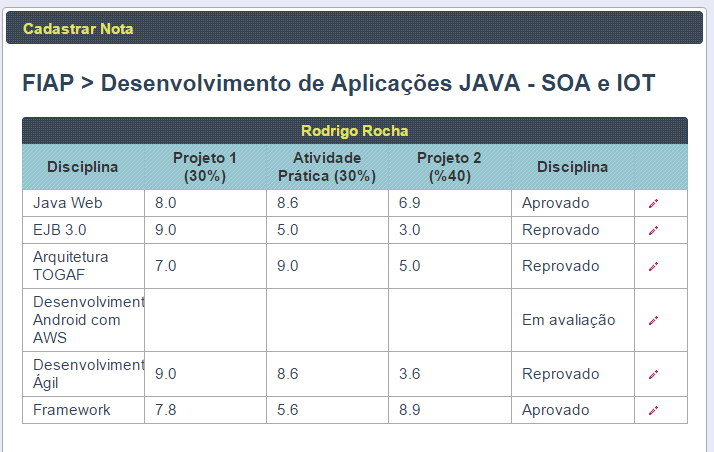 Cadastrar Nota
FIAP > Desenvolvimento de Aplicações JAVA - SOA e IOT
Rodrigo Rocha
Disciplina Projeto 1 (30%) Atividade Prática (30%) Projeto 2 (%40) Disciplina
Java Web 8.0 8.6 6.9 Aprovado
EJB 3.0 9.0 5.0 3.0 Reprovado
Arquitetura TOGAF 7.0 9.0 5.0 Reprovado
Desenvolviment Android com AWS Em avaliação
Desenvolviment Ágil 9.0 8.6 3.6 Reprovado
Framework 7.8 5.6 8.9 Aprovado